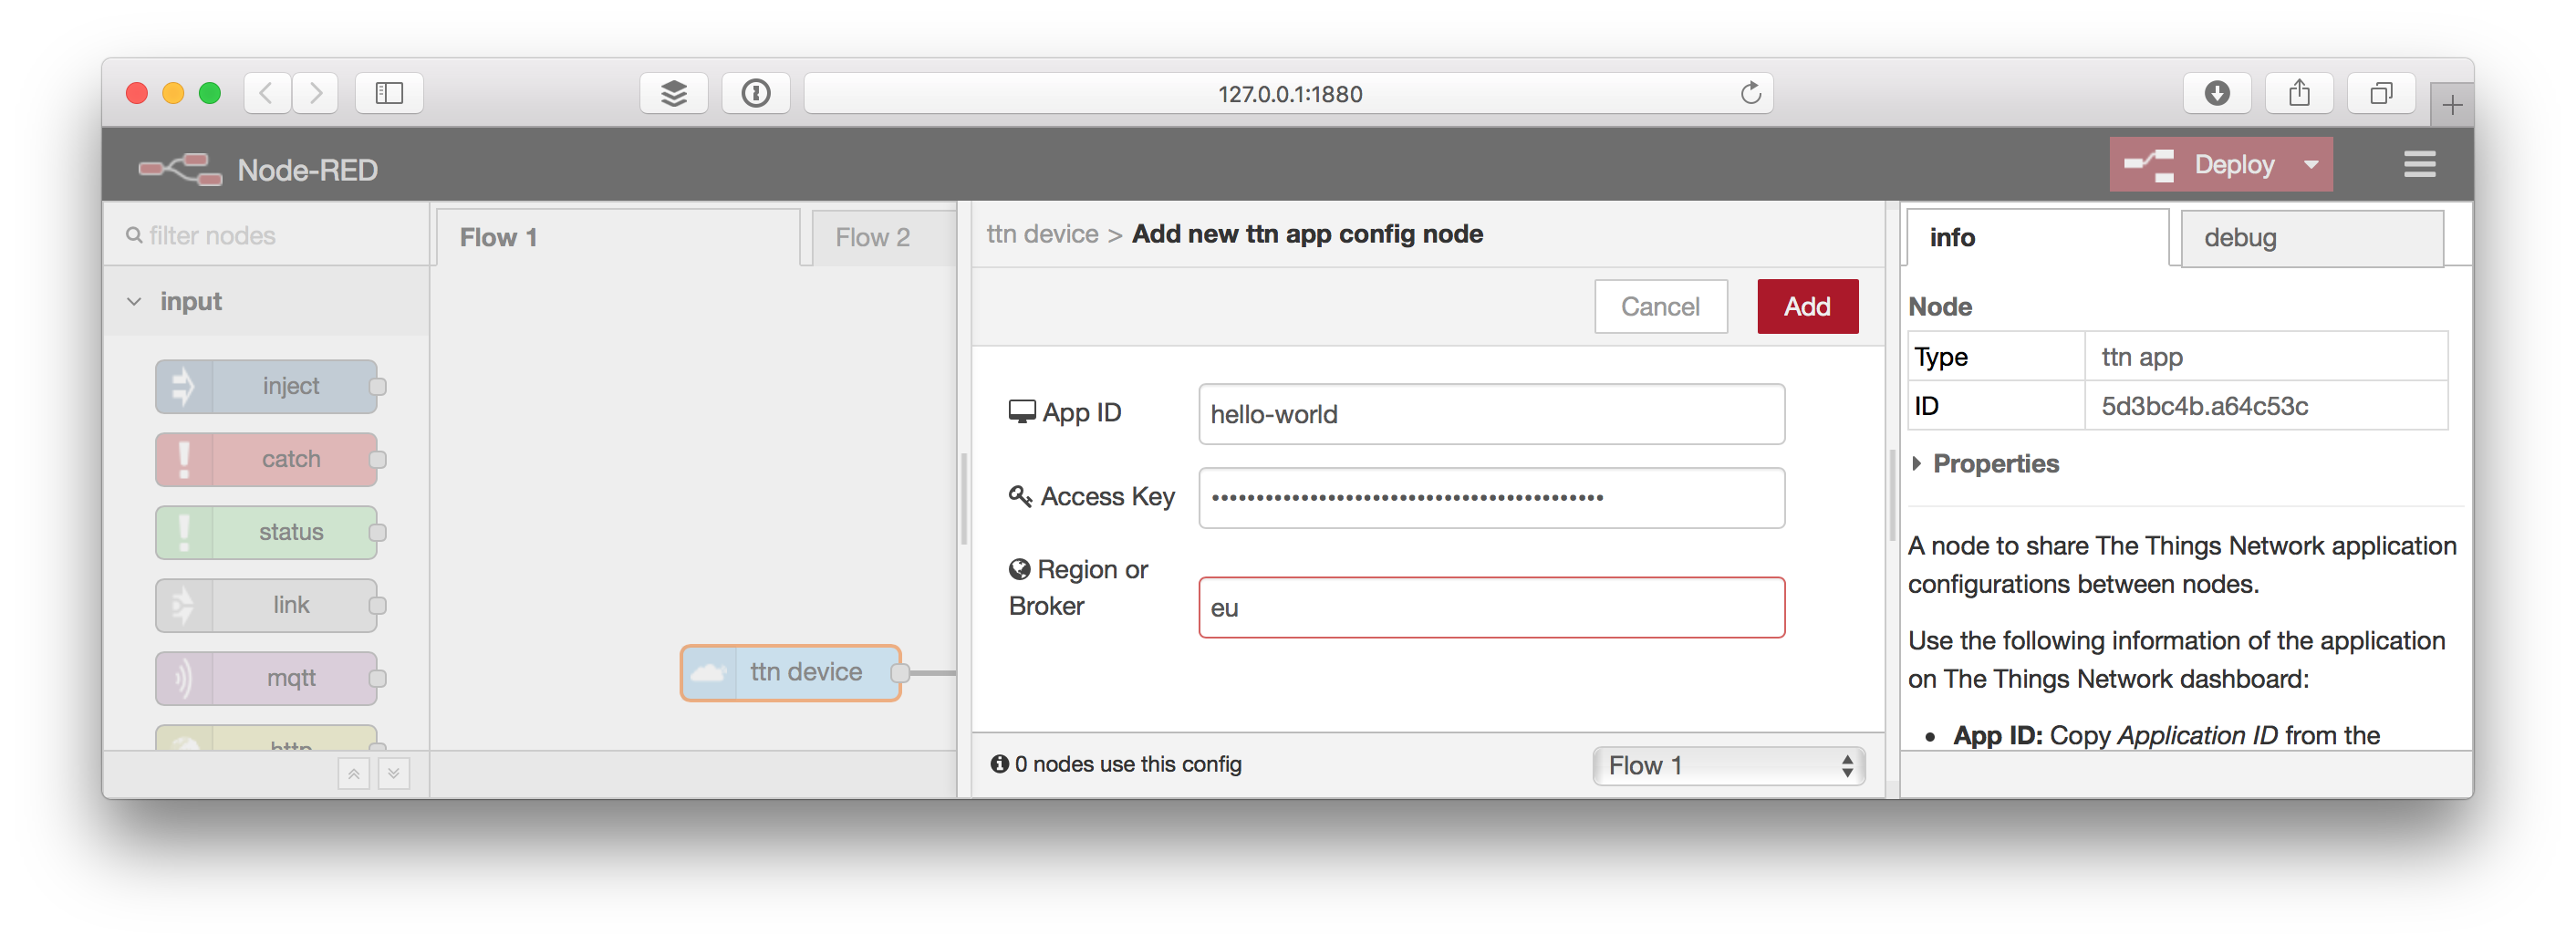 127.0.0.1:1880
Node-RED
Deploy
filter nodes
input
inject
catch
status
link
mqtt
http
Flow 1
Flow 2
ttn device
ttn device > Add new ttn app config node
Cancel
Add
App ID
hello-world
Access Key
Region or
Broker
eu
0 nodes use this config
Flow 1
info
debug
Node
Type
ttn app
ID
5d3bc4b.a64c53c
Properties
A node to share The Things Network application
configurations between nodes.
Use the following information of the application
on The Things Network dashboard:
• App ID: Copy Application ID from the